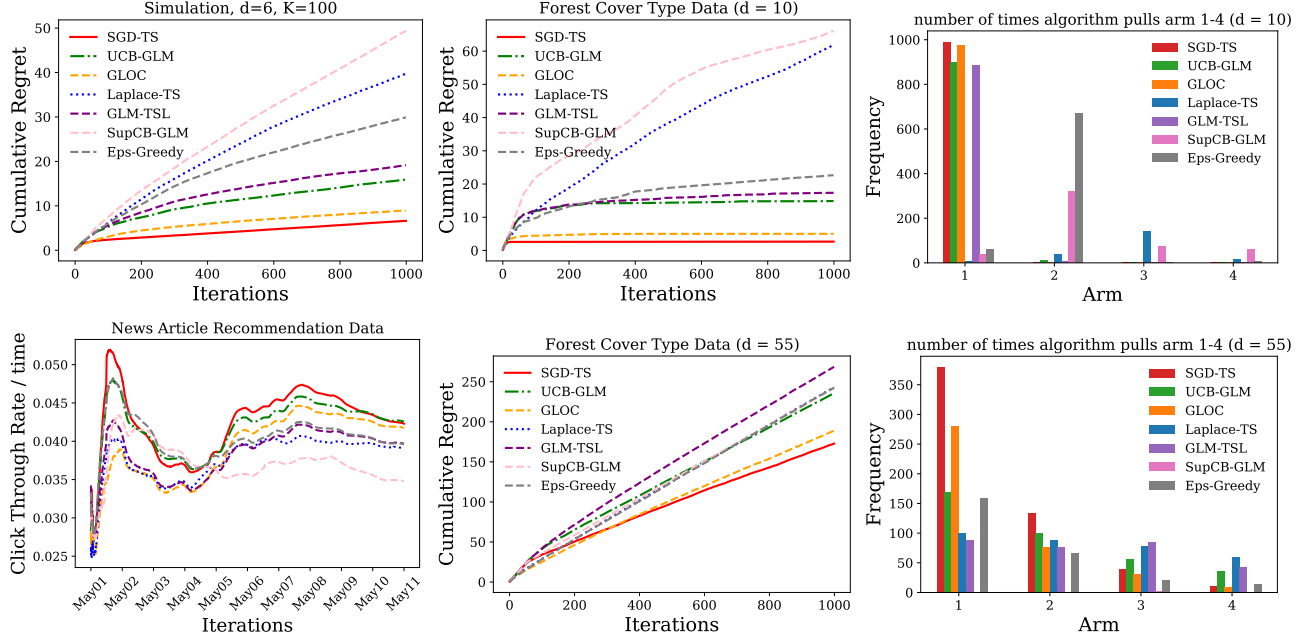 Simulation, d=6, K=100
Cumulative Regret
50
40
30
20
10
0
SGD-TS
UCB-GLM
GLOC
Laplace-TS
GLM-TSL
SupCB-GLM
Eps-Greedy
0 200 400 600 800 1000
Iterations
Forest Cover Type Data (d = 10)
Cumulative Regret
60
50
40
30
20
10
0
SGD-TS
UCB-GLM
GLOC
Laplace-TS
GLM-TSL
SupCB-GLM
Eps-Greedy
0 200 400 600 800 1000
Iterations
number of times algorithm pulls arm 1-4 (d = 10)
Frequency
1000
800
600
400
200
0
SGD-TS
UCB-GLM
GLOC
Laplace-TS
GLM-TSL
SupCB-GLM
Eps-Greedy
1 2 3 4
Arm
News Article Recommendation Data
Click Through Rate / time
0.050
0.045
0.040
0.035
0.030
0.025
May01 May02 May03 May04 May05 May06 May07 May08 May09 May10 May11
Iterations
Forest Cover Type Data (d = 55)
Cumulative Regret
250
200
150
100
50
0
SGD-TS
UCB-GLM
GLOC
Laplace-TS
GLM-TSL
SupCB-GLM
Eps-Greedy
0 200 400 600 800 1000
Iterations
number of times algorithm pulls arm 1-4 (d = 55)
Frequency
350
300
250
200
150
100
50
0
SGD-TS
UCB-GLM
GLOC
Laplace-TS
GLM-TSL
SupCB-GLM
Eps-Greedy
1 2 3 4
Arm